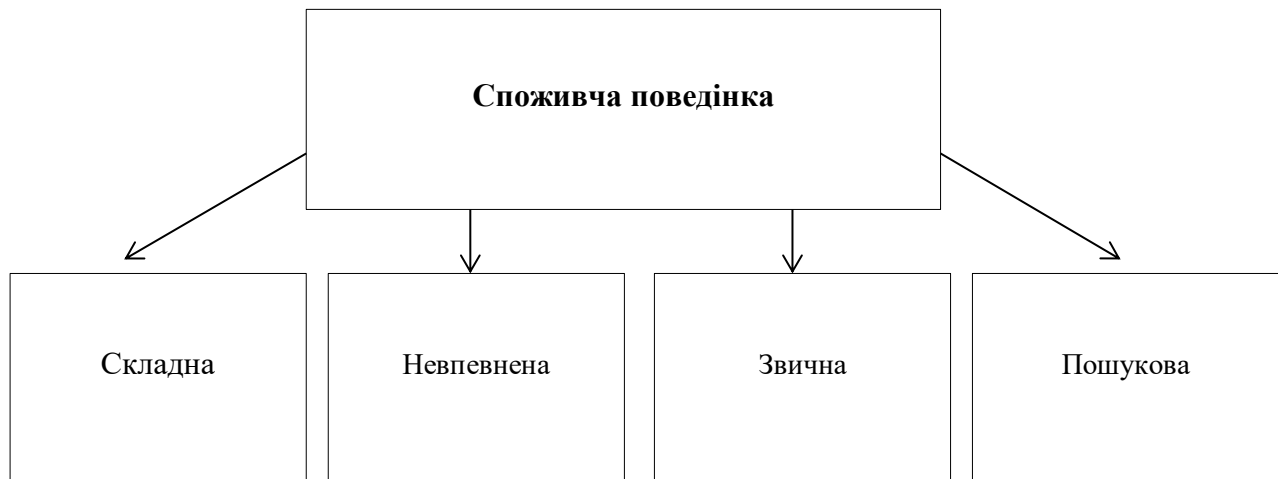 Споживча поведінка
Складна
Невпевнена
Звична
Пошукова